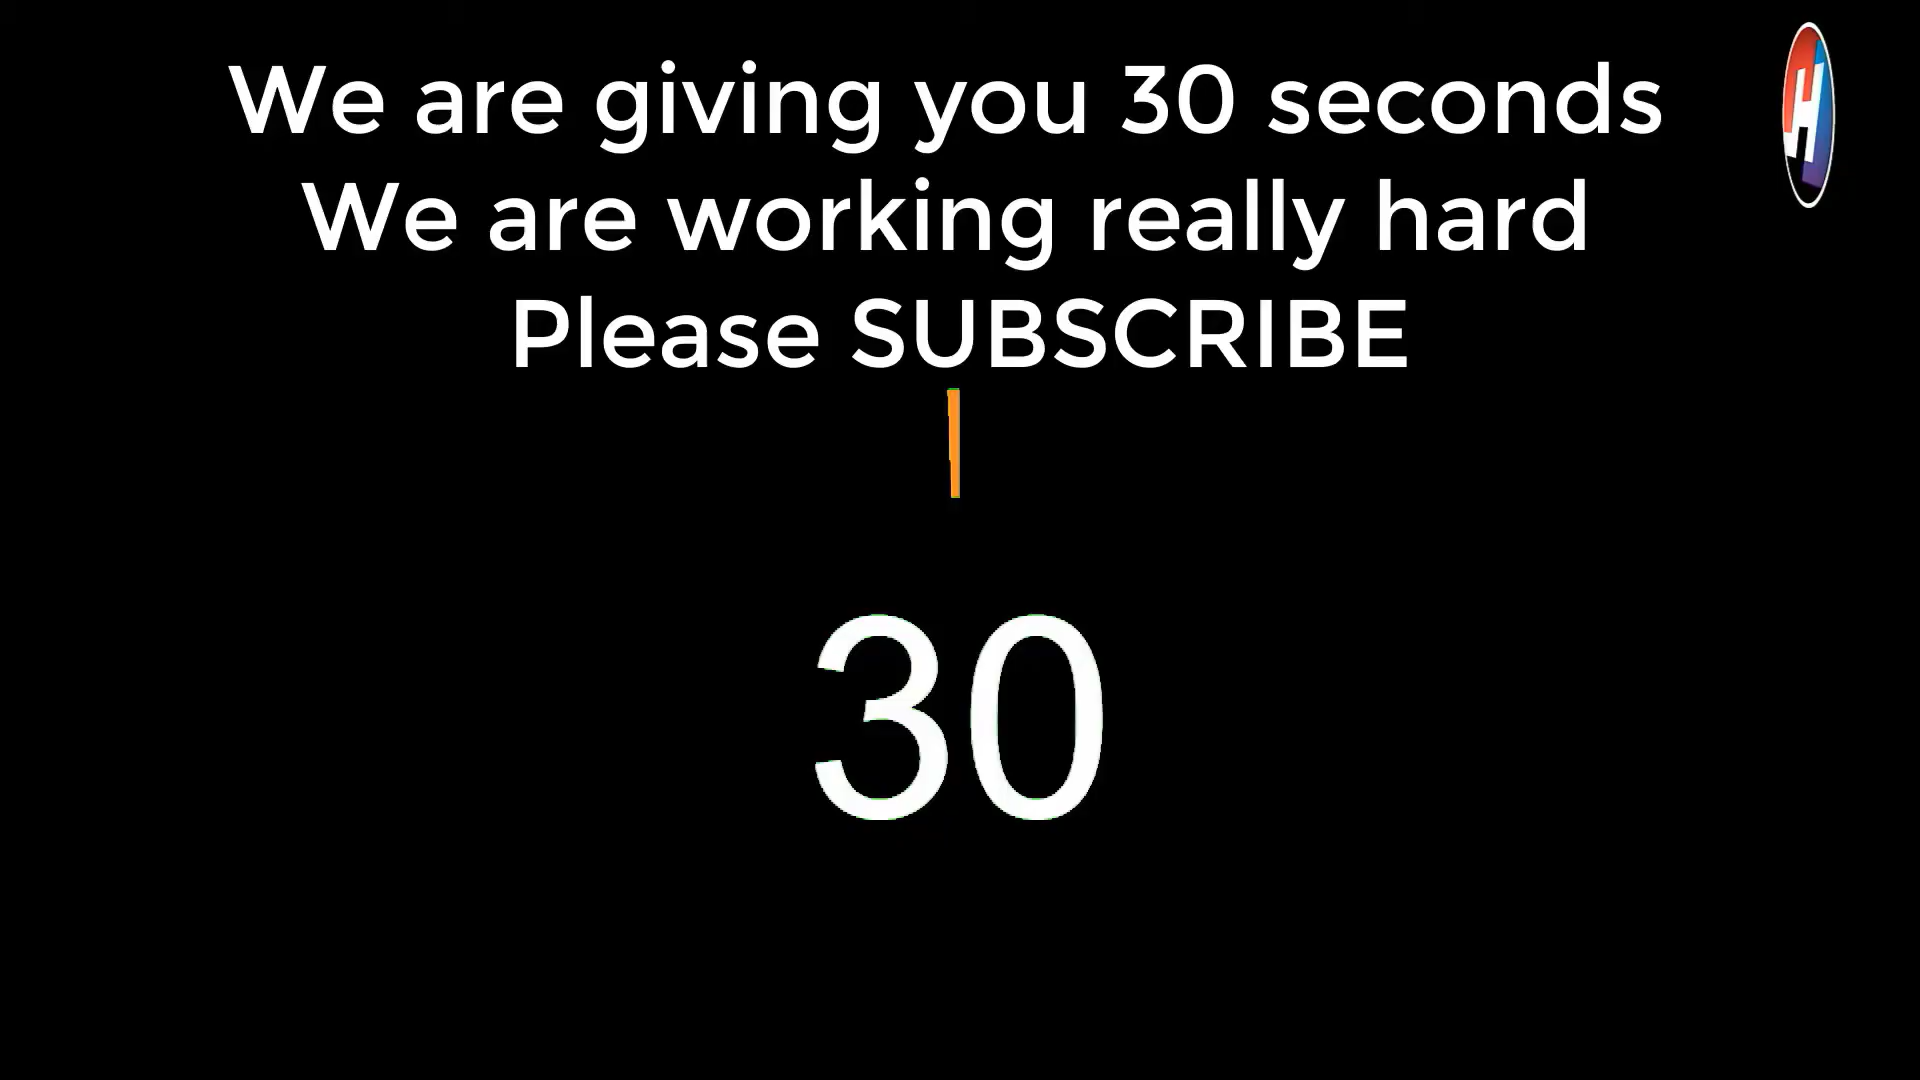 We are giving you 30 seconds
H
We are working really hard
Please SUBSCRIBE
30